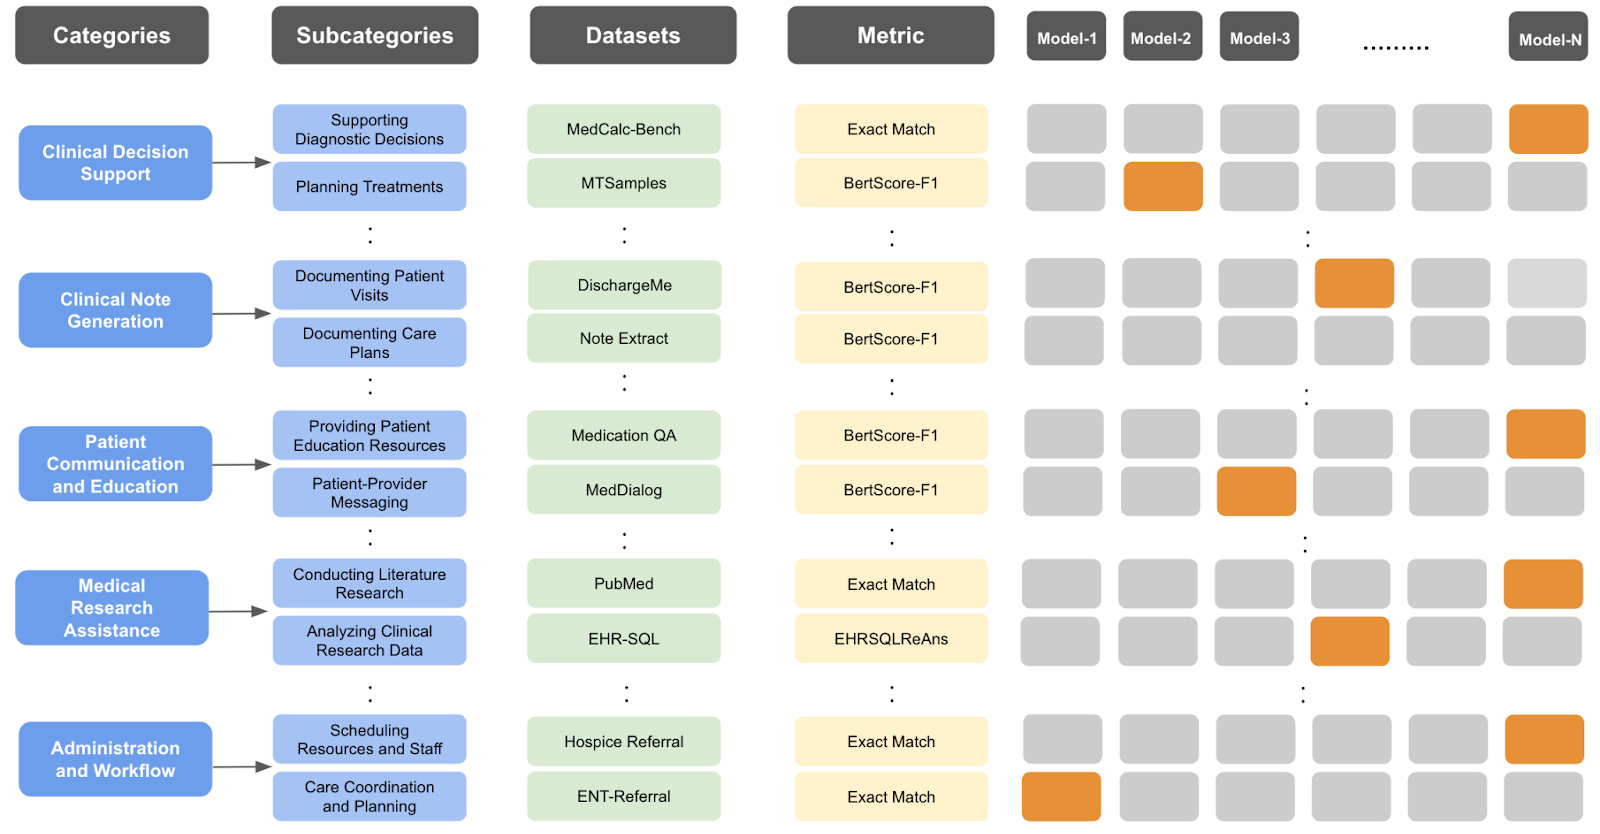 Categories
Subcategories
Datasets
Metric
Model-1
Model-2
Model-3
.........
Model-N
Clinical Decision
Support
Supporting
Diagnostic Decisions
MedCalc-Bench
Exact Match
Planning Treatments
MTSamples
BertScore-F1
Clinical Note
Generation
Documenting Patient
Visits
DischargeMe
BertScore-F1
Documenting Care
Plans
Note Extract
BertScore-F1
Patient
Communication
and Education
Providing Patient
Education Resources
Medication QA
BertScore-F1
Patient-Provider
Messaging
MedDialog
BertScore-F1
Medical
Research
Assistance
Conducting Literature
Research
PubMed
Exact Match
Analyzing Clinical
Research Data
EHR-SQL
EHRSQLReAns
Administration
and Workflow
Scheduling
Resources and Staff
Hospice Referral
Exact Match
Care Coordination
and Planning
ENT-Referral
Exact Match